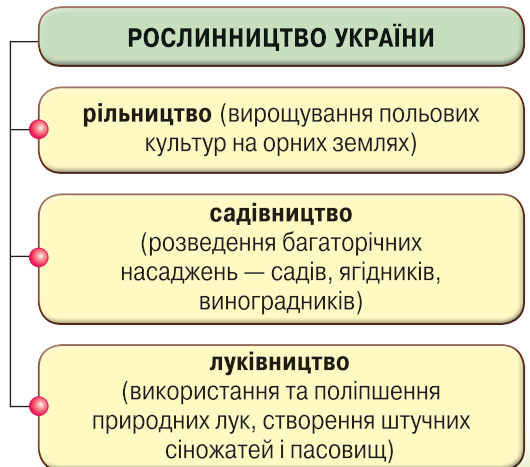 РОСЛИННИЦТВО УКРАЇНИ
рільництво (вирощування польових
культур на орних землях)
садівництво
(розведення багаторічних
насаджень — садів, ягідників,
виноградників)
луківництво
(використання та поліпшення
природних лук, створення штучних
сіножатей і пасовищ)